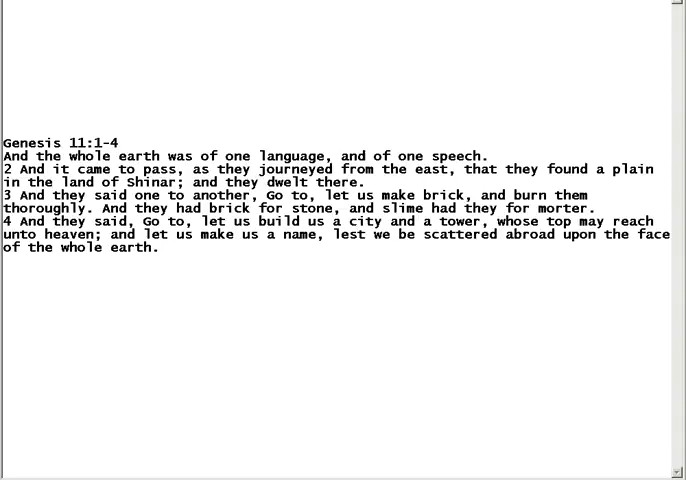 Genesis 11:1-4
And the whole earth was of one language, and of one speech.
2 And it came to pass, as they journeyed from the east, that they found a plain
in the land of Shinar; and they dwelt there.
3 And they said one to another, Go to, let us make brick, and burn them
thoroughly. And they had brick for stone, and slime had they for morter.
4 And they said, Go to, let us build us a city and a tower, whose top may reach
unto heaven; and let us make us a name, lest we be scattered abroad upon the face
of the whole earth.